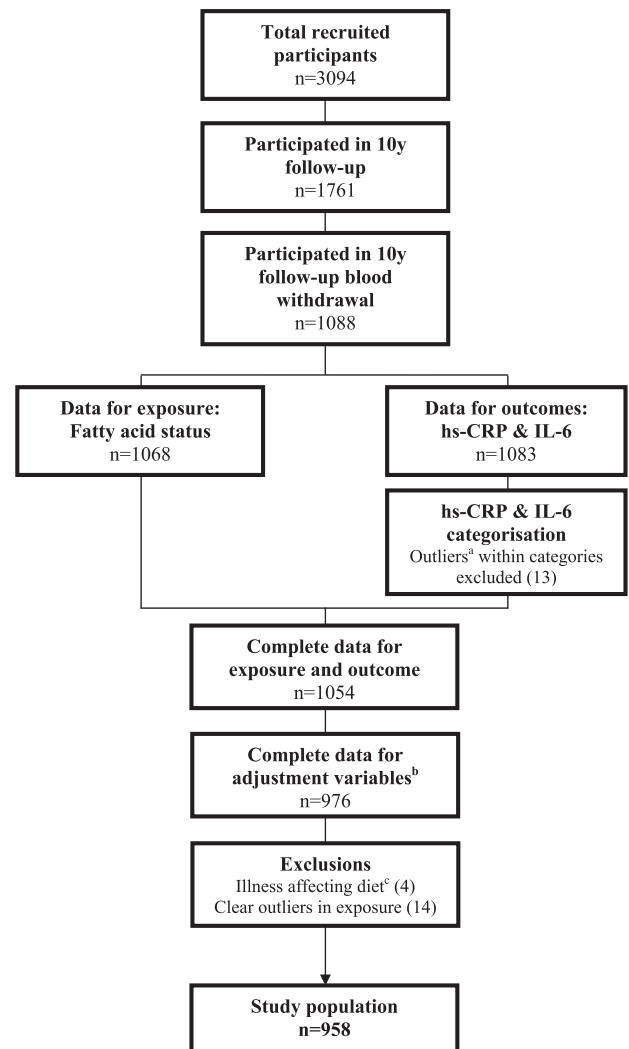 Total recruited
participants
n=3094
Participated in 10y
follow-up
n=1761
Participated in 10y
follow-up blood
withdrawal
n=1088
Data for exposure:
Fatty acid status
n=1068
Data for outcomes:
hs-CRP & IL-6
n=1083
hs-CRP & IL-6
categorisation
Outliersᵃ within categories
excluded (13)
Complete data for
exposure and outcome
n=1054
Complete data for
adjustment variablesᵇ
n=976
Exclusions
Illness affecting dietᶜ (4)
Clear outliers in exposure (14)
Study population
n=958